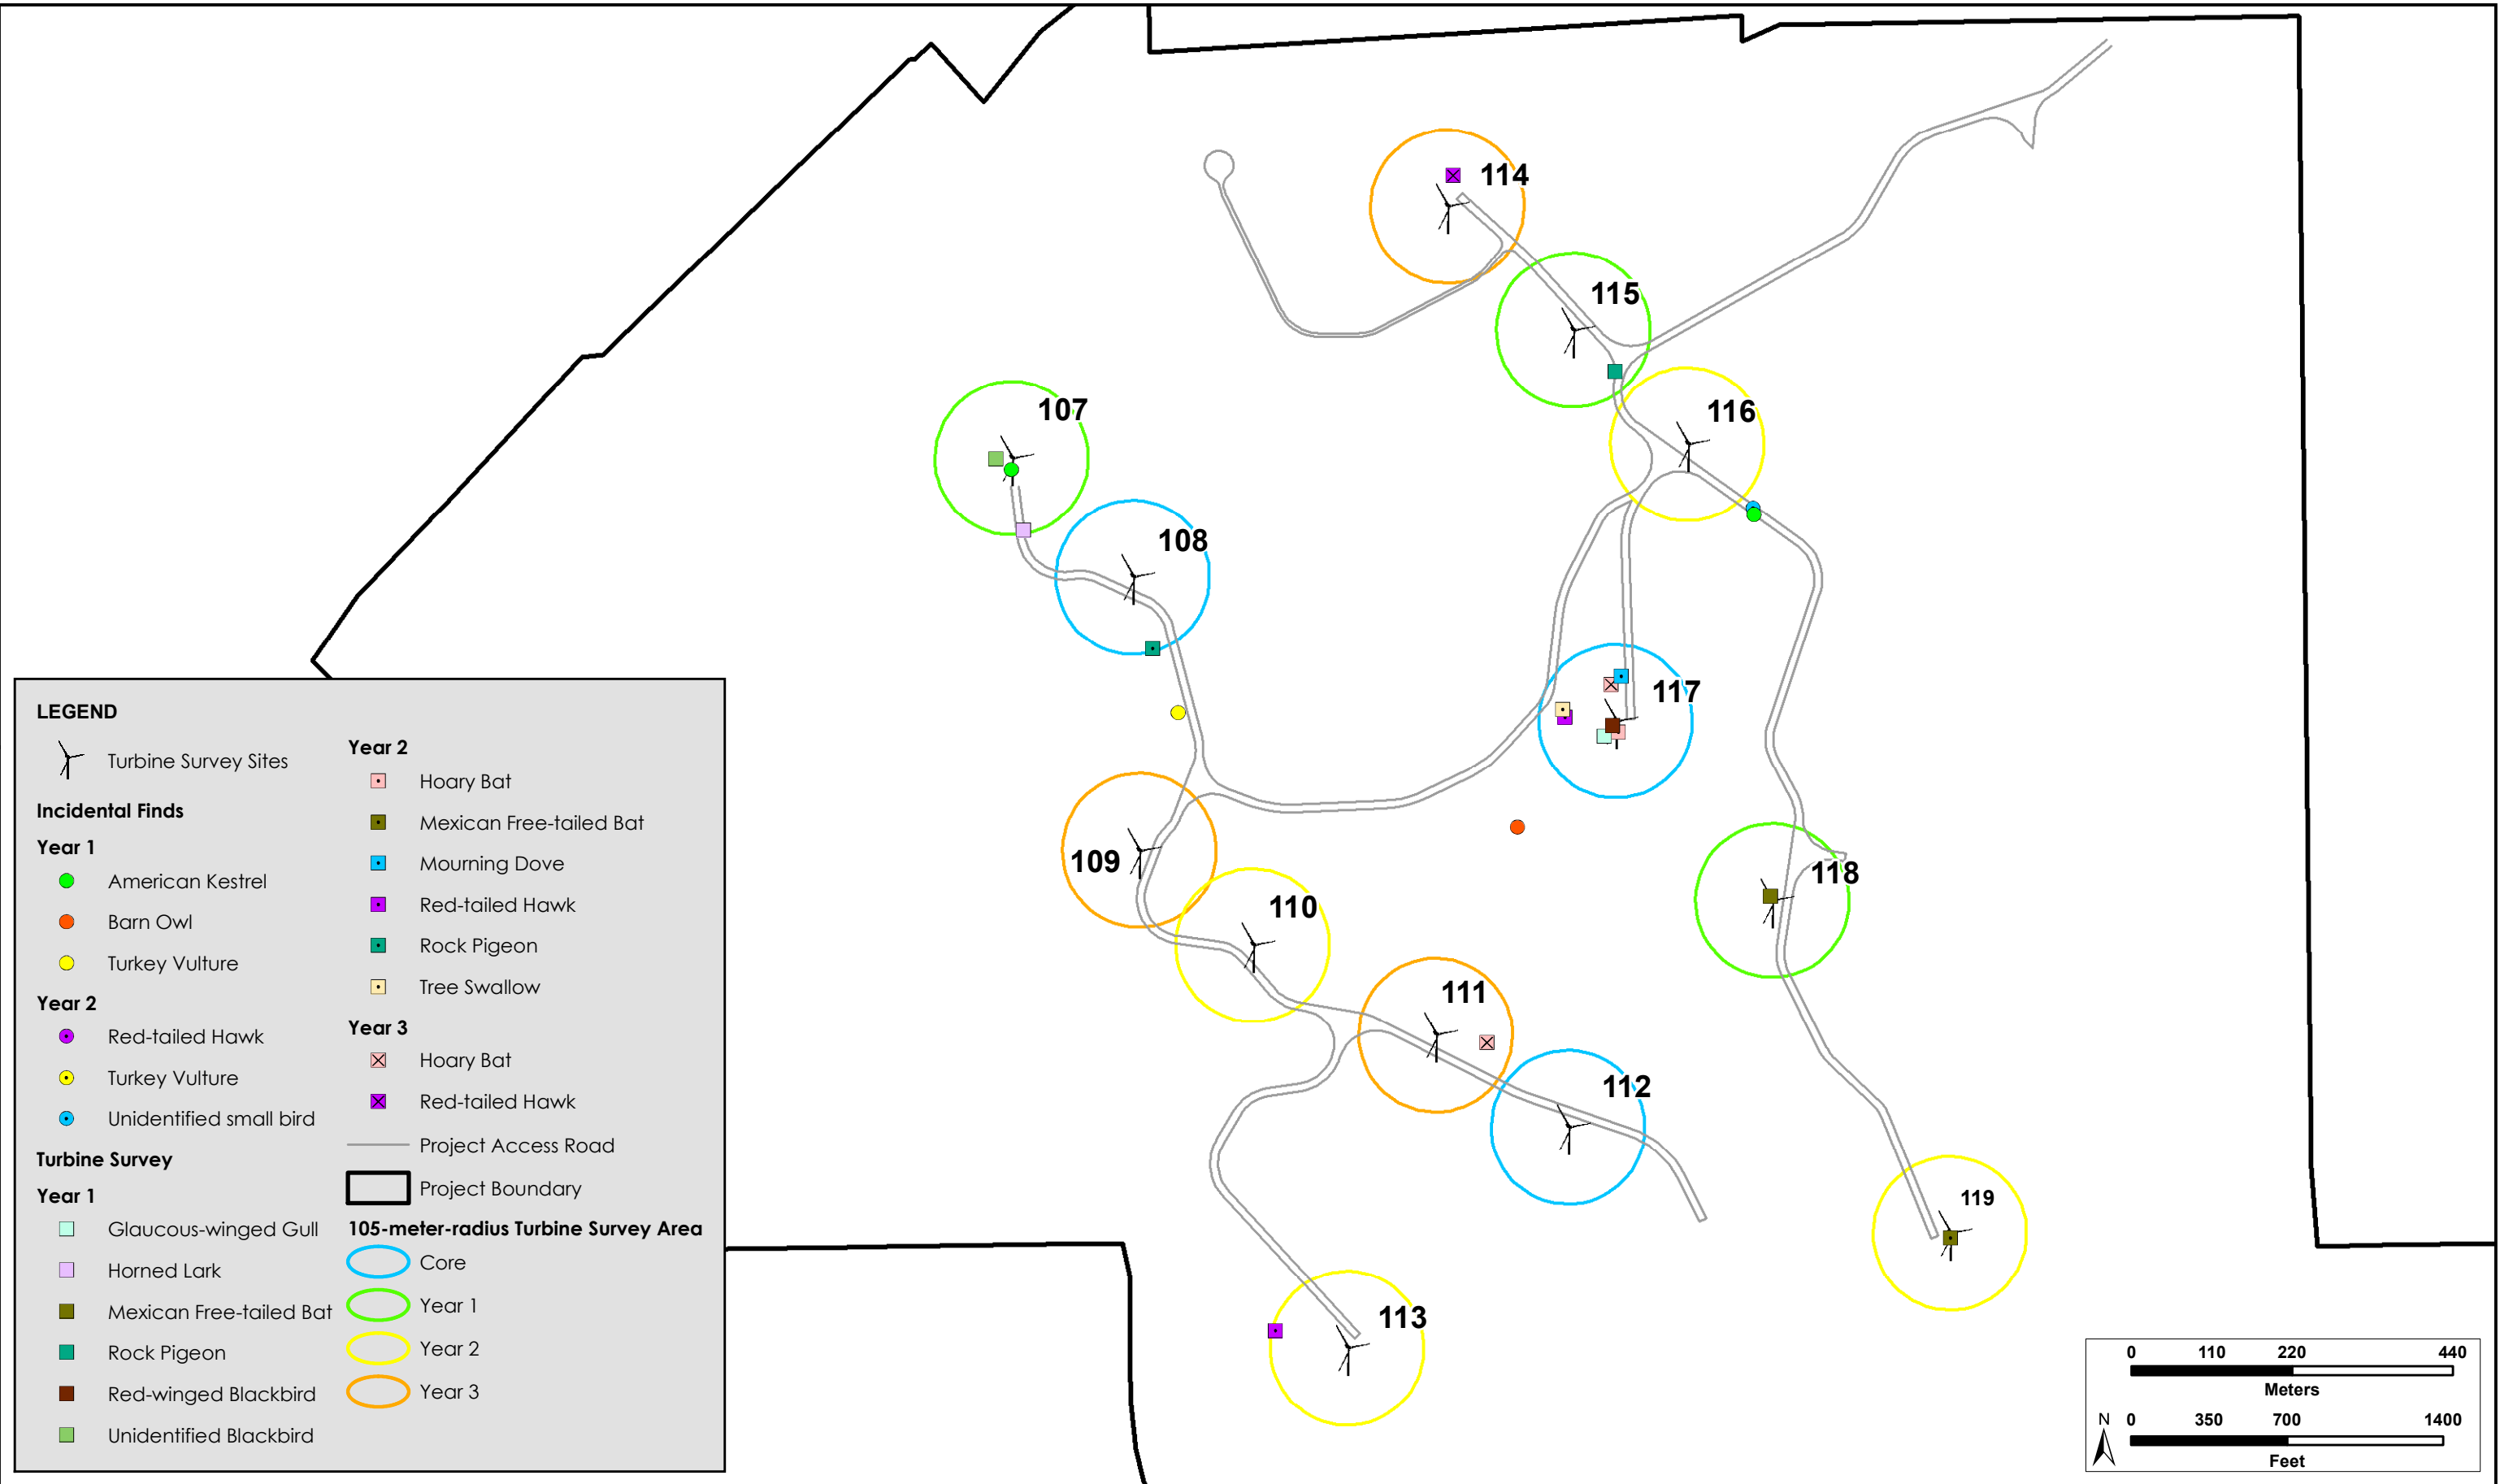 114
115
107
116
108
117
109
118
110
111
112
119
113
LEGEND
Turbine Survey Sites
Incidental Finds
Year 1
American Kestrel
Barn Owl
Turkey Vulture
Year 2
Red-tailed Hawk
Turkey Vulture
Unidentified small bird
Turbine Survey
Year 1
Glaucous-winged Gull
Horned Lark
Mexican Free-tailed Bat
Rock Pigeon
Red-winged Blackbird
Unidentified Blackbird
Year 2
Hoary Bat
Mexican Free-tailed Bat
Mourning Dove
Red-tailed Hawk
Rock Pigeon
Tree Swallow
Year 3
Hoary Bat
Red-tailed Hawk
Project Access Road
Project Boundary
105-meter-radius Turbine Survey Area
Core
Year 1
Year 2
Year 3
0 110 220 440
Meters
N 0 350 700 1400
Feet